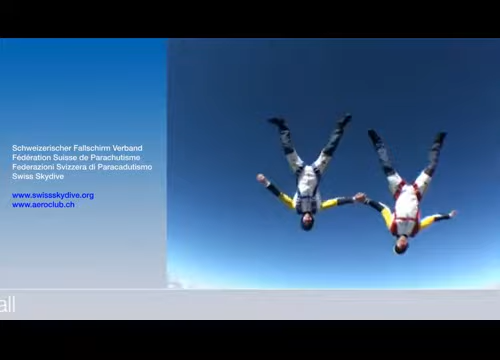 Schweizerischer Fallschirm Verband
Fédération Suisse de Parachutisme
Federazioni Svizzera di Paracadutismo
Swiss Skydive
www.swissskydive.org
www.aeroclub.ch
all